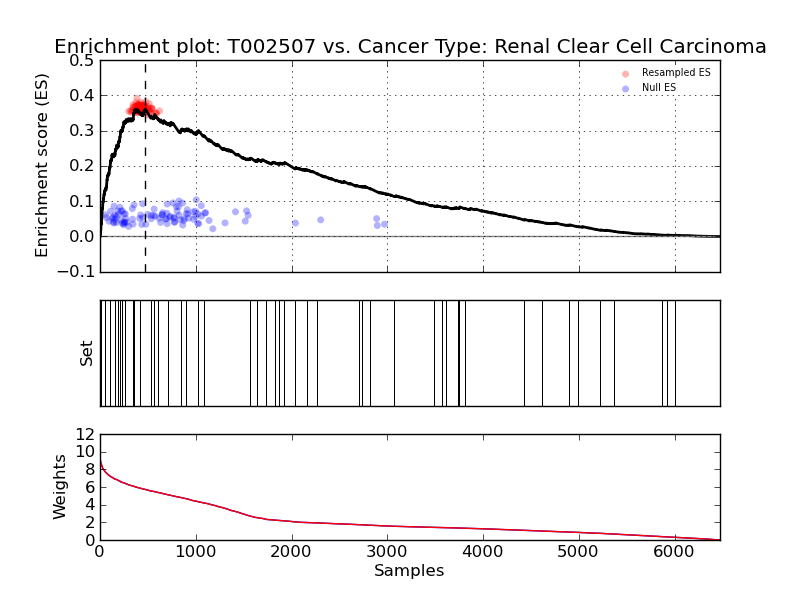 Enrichment plot: T002507 vs. Cancer Type: Renal Clear Cell Carcinoma
Enrichment score (ES)
0.5
0.4
0.3
0.2
0.1
0.0
−0.1
Resampled ES
Null ES
Set
Weights
12
10
8
6
4
2
0
0 1000 2000 3000 4000 5000 6000
Samples